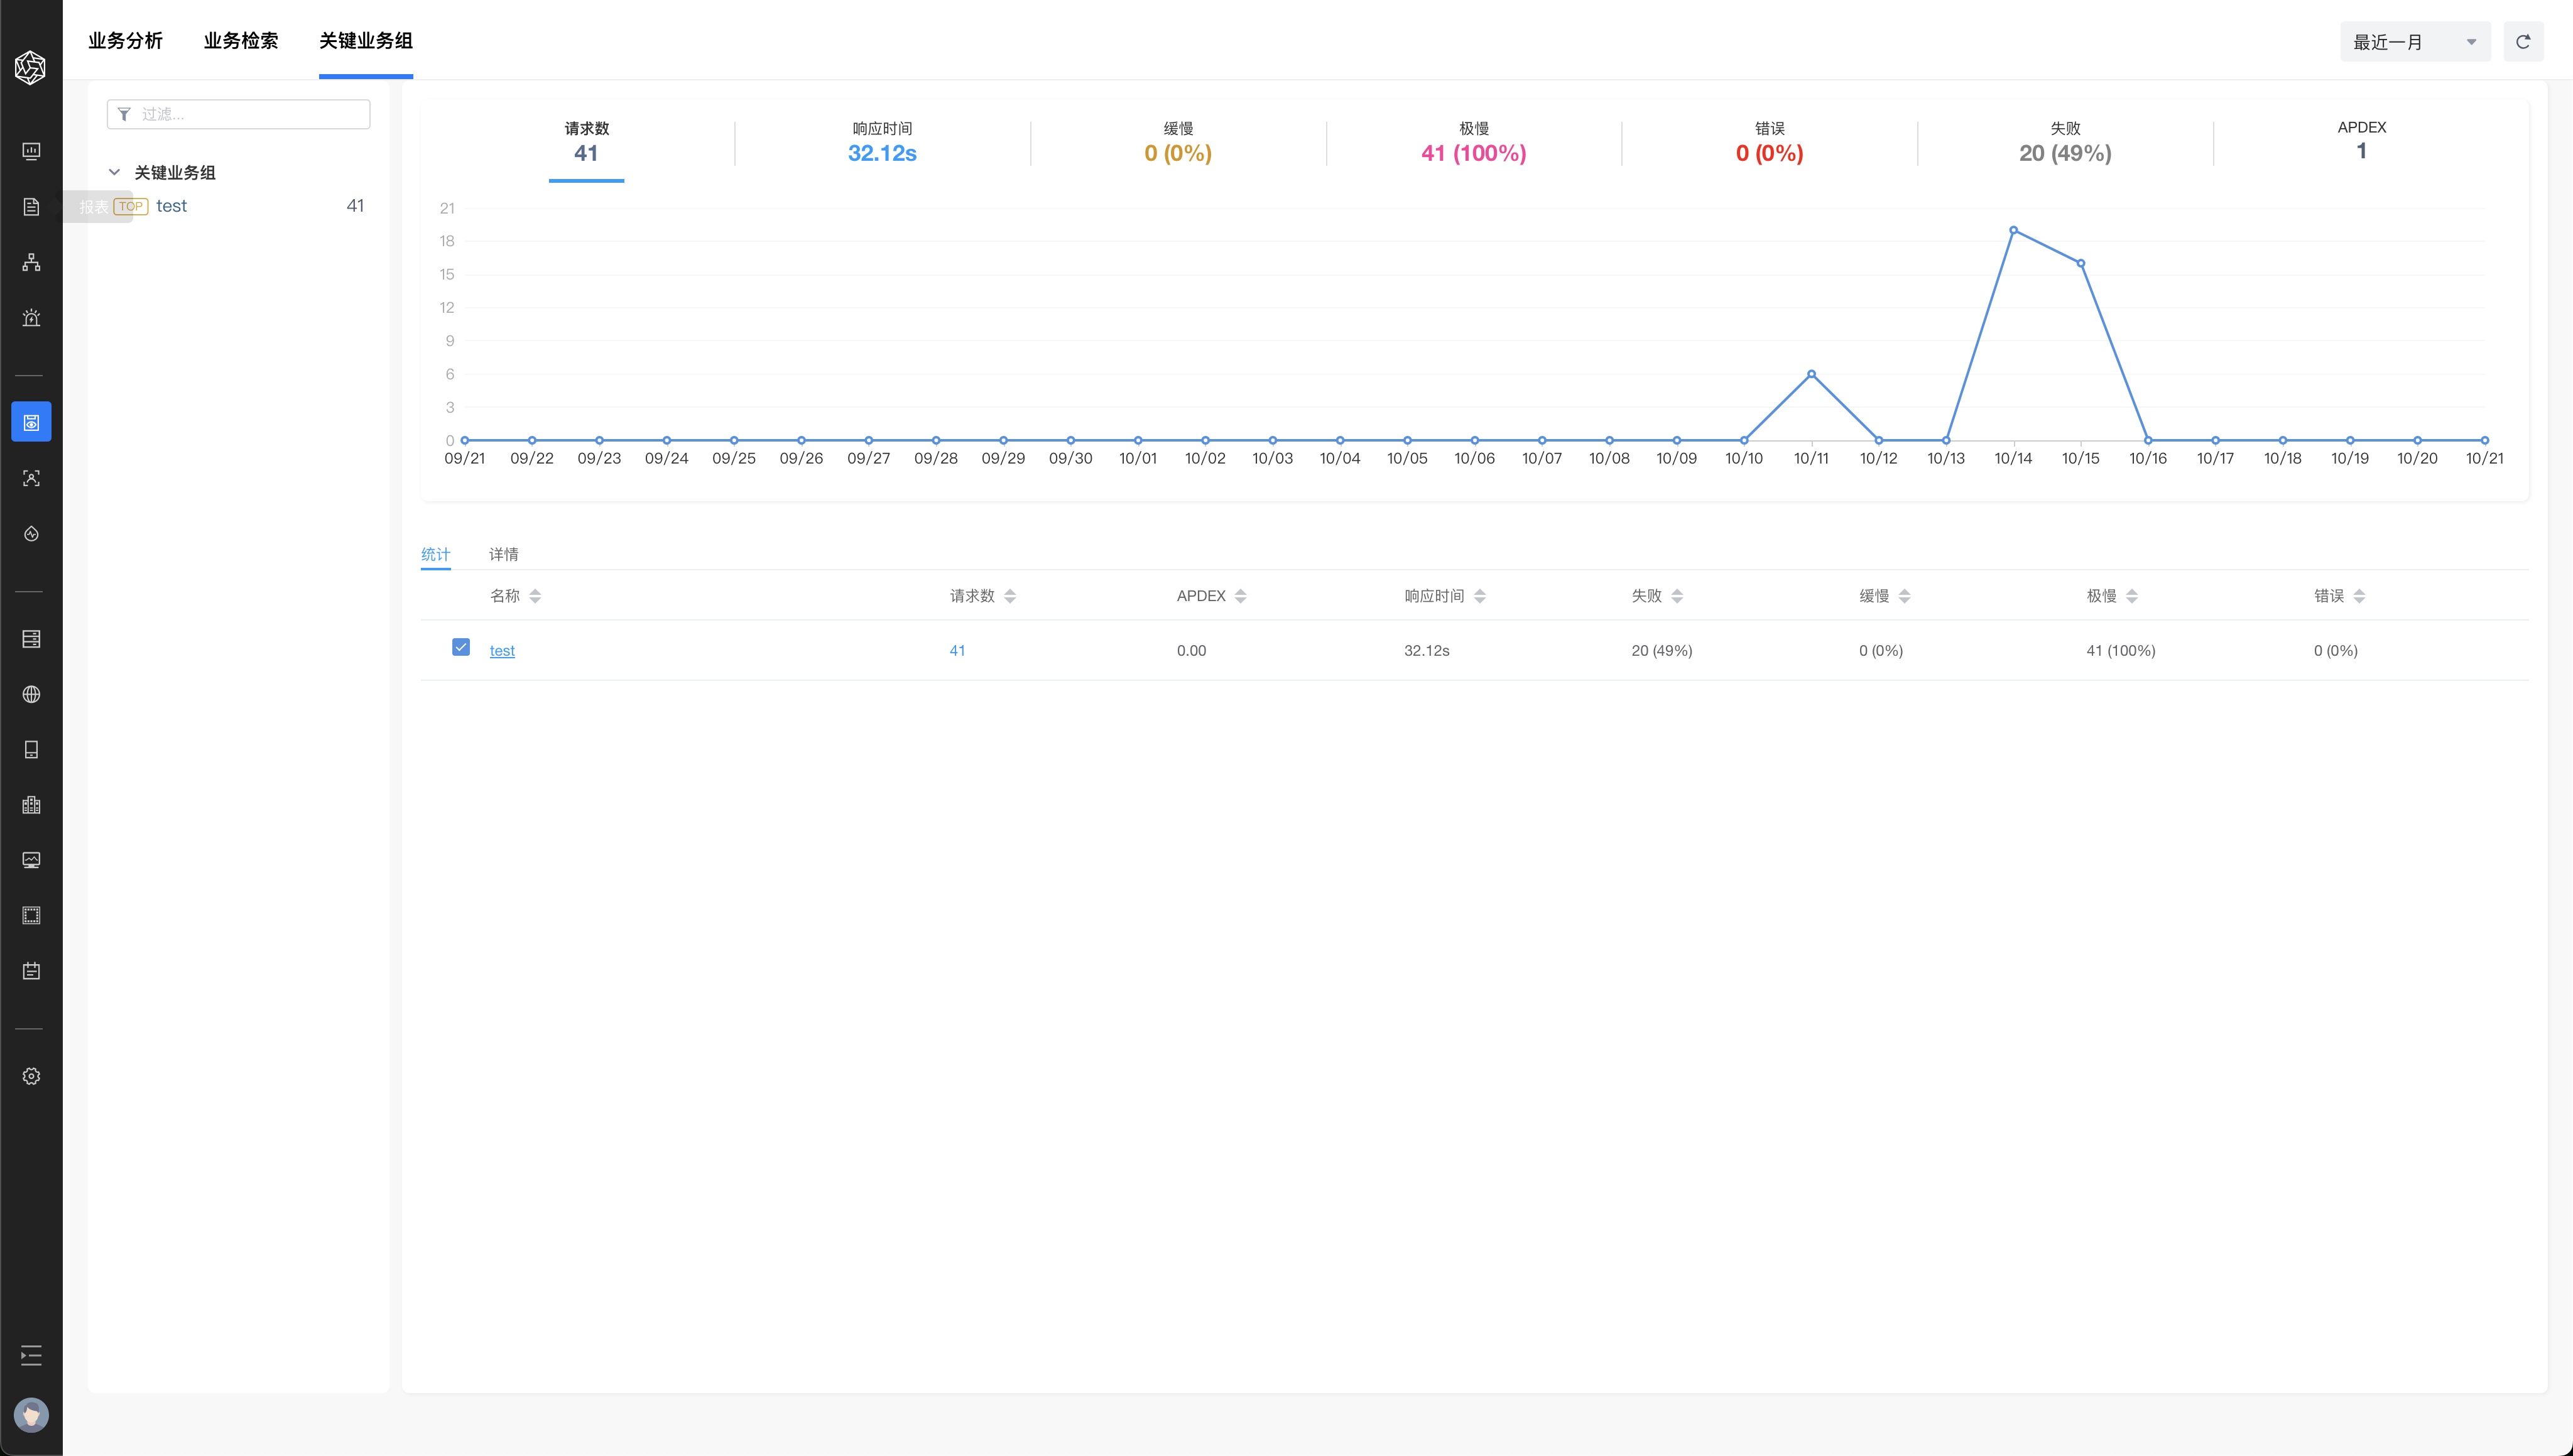 业务分析 业务检索 关键业务组 最近一月
过滤...
关键业务组
报表 TOP test 41
请求数 响应时间 缓慢 极慢 错误 失败 APDEX
41 32.12s 0 (0%) 41 (100%) 0 (0%) 20 (49%) 1
21
18
15
12
9
6
3
0
09/21 09/22 09/23 09/24 09/25 09/26 09/27 09/28 09/29 09/30 10/01 10/02 10/03 10/04 10/05 10/06 10/07 10/08 10/09 10/10 10/11 10/12 10/13 10/14 10/15 10/16 10/17 10/18 10/19 10/20 10/21
统计 详情
名称 请求数 APDEX 响应时间 失败 缓慢 极慢 错误
test 41 0.00 32.12s 20 (49%) 0 (0%) 41 (100%) 0 (0%)